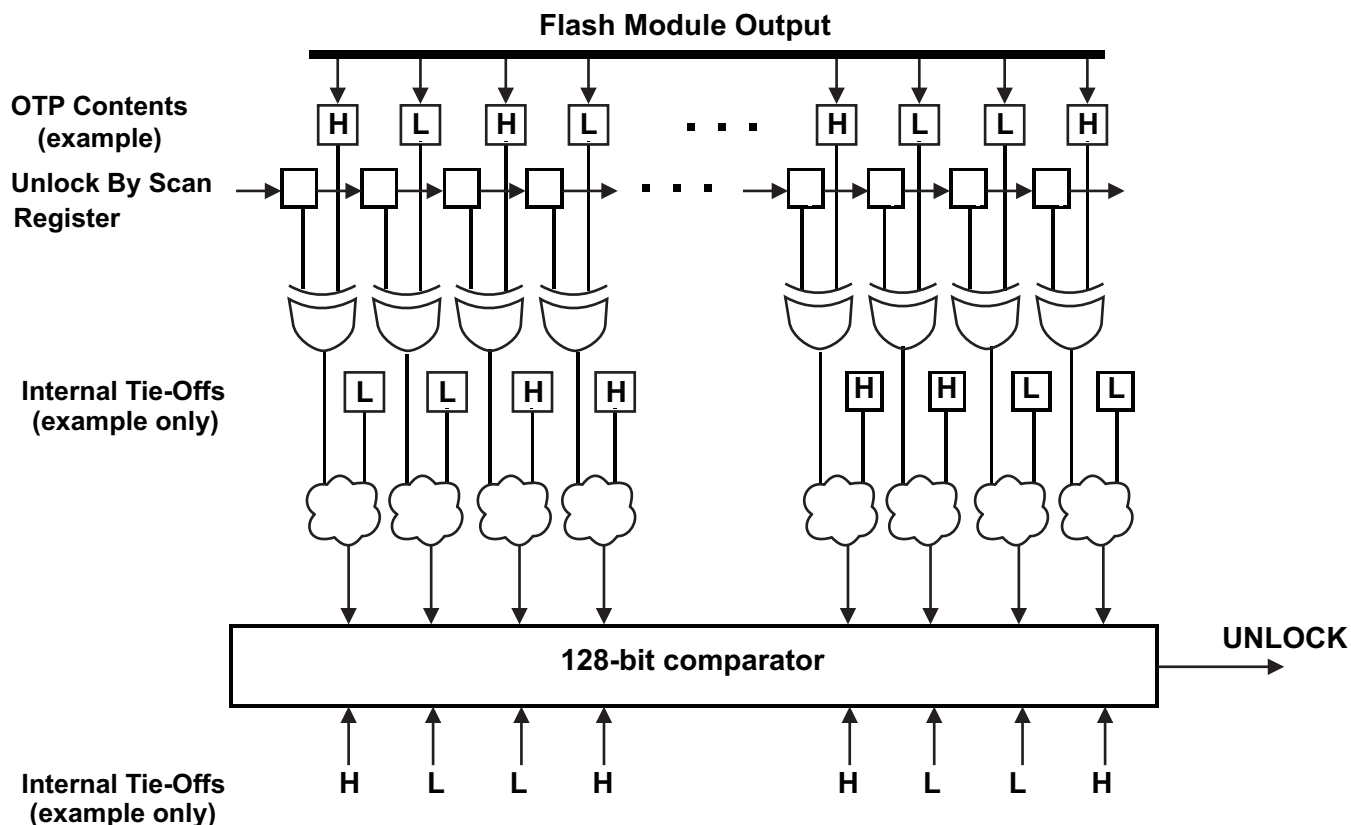 Flash Module Output
OTP Contents
(example)
H L H L . . . H L L H
Unlock By Scan
Register
. . .
Internal Tie-Offs
(example only)
L L H H H H L L
128-bit comparator
UNLOCK
Internal Tie-Offs
(example only)
H L L H H L L H